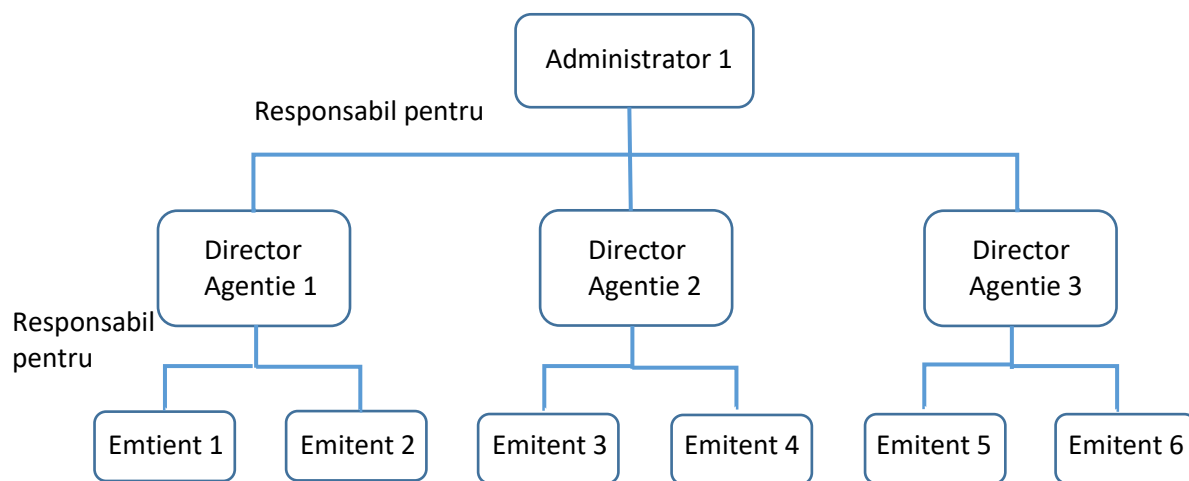 Administrator 1
Responsabil pentru
Director
Agentie 1
Director
Agentie 2
Director
Agentie 3
Responsabil
pentru
Emtient 1
Emitent 2
Emitent 3
Emitent 4
Emitent 5
Emitent 6